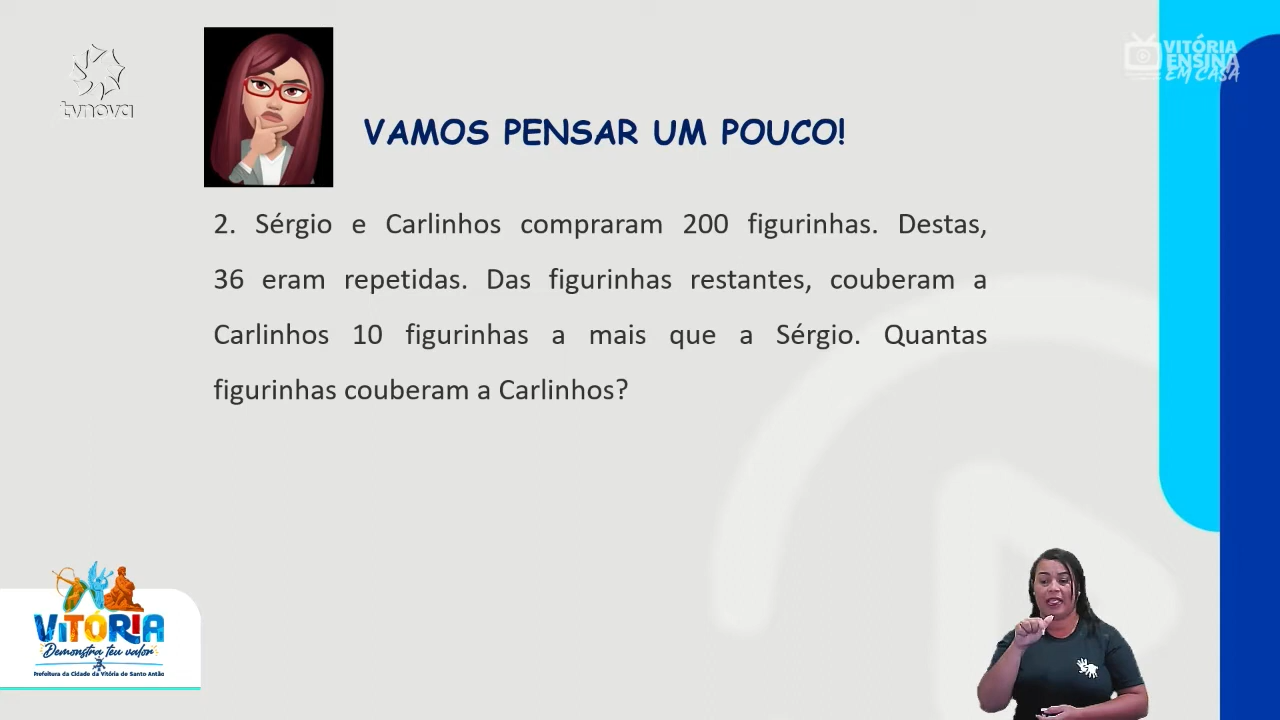 tvnova
VITÓRIA
ENSINA
EM CASA
VAMOS PENSAR UM POUCO!
2. Sérgio e Carlinhos compraram 200 figurinhas. Destas,
36 eram repetidas. Das figurinhas restantes, couberam a
Carlinhos 10 figurinhas a mais que a Sérgio. Quantas
figurinhas couberam a Carlinhos?
VITÓRIA
Demonstra teu valor
Prefeitura da Cidade da Vitória de Santo Antão